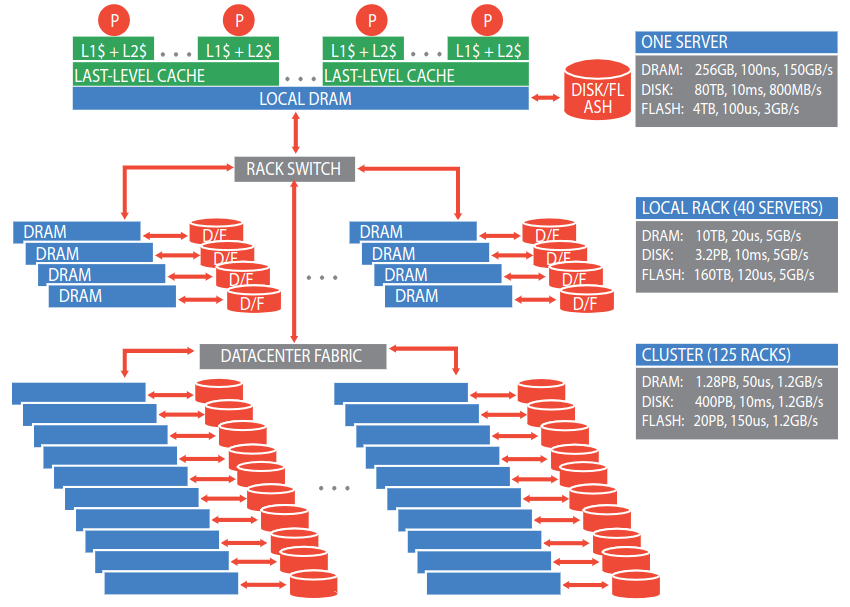 P P P P
L1$ + L2$ L1$ + L2$ L1$ + L2$ L1$ + L2$
LAST-LEVEL CACHE LAST-LEVEL CACHE
LOCAL DRAM
DISK/FL
ASH
ONE SERVER
DRAM: 256GB, 100ns, 150GB/s
DISK: 80TB, 10ms, 800MB/s
FLASH: 4TB, 100us, 3GB/s
RACK SWITCH
DRAM D/F DRAM D/F
DRAM D/F DRAM D/F
DRAM D/F DRAM D/F
DRAM D/F DRAM D/F
LOCAL RACK (40 SERVERS)
DRAM: 10TB, 20us, 5GB/s
DISK: 3.2PB, 10ms, 5GB/s
FLASH: 160TB, 120us, 5GB/s
DATACENTER FABRIC
CLUSTER (125 RACKS)
DRAM: 1.28PB, 50us, 1.2GB/s
DISK: 400PB, 10ms, 1.2GB/s
FLASH: 20PB, 150us, 1.2GB/s